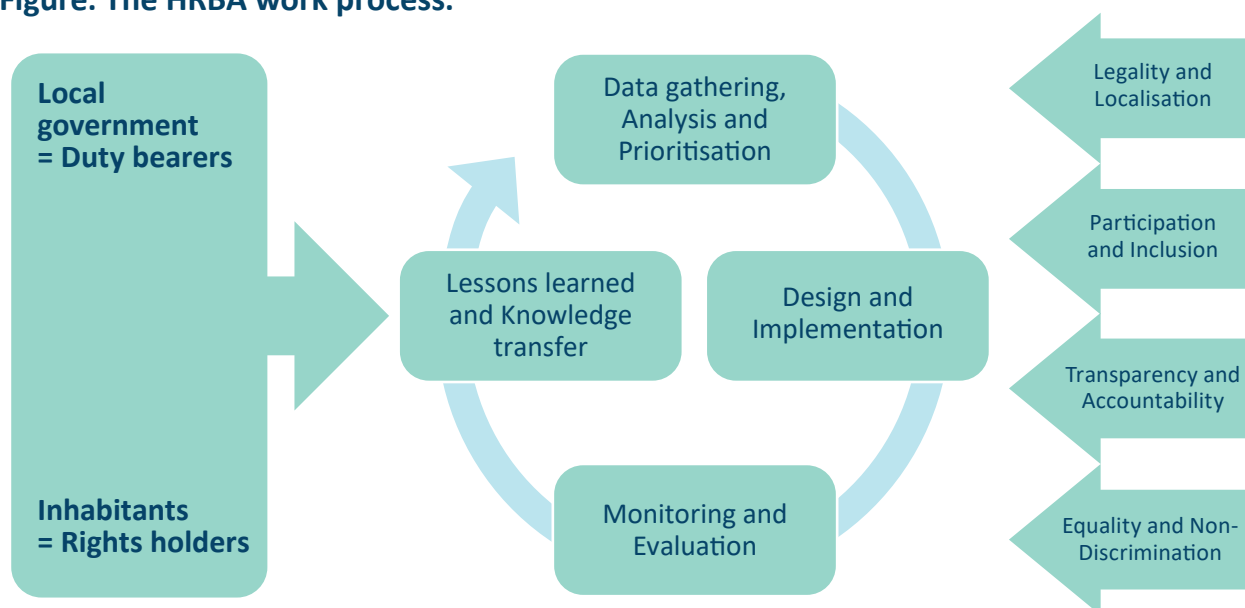 Figure: The HRBA work process.
Local
government
= Duty bearers
Inhabitants
= Rights holders
Data gathering,
Analysis and
Prioritisation
Lessons learned
and Knowledge
transfer
Design and
Implementation
Monitoring and
Evaluation
Legality and
Localisation
Participation
and Inclusion
Transparency and
Accountability
Equality and Non-
Discrimination